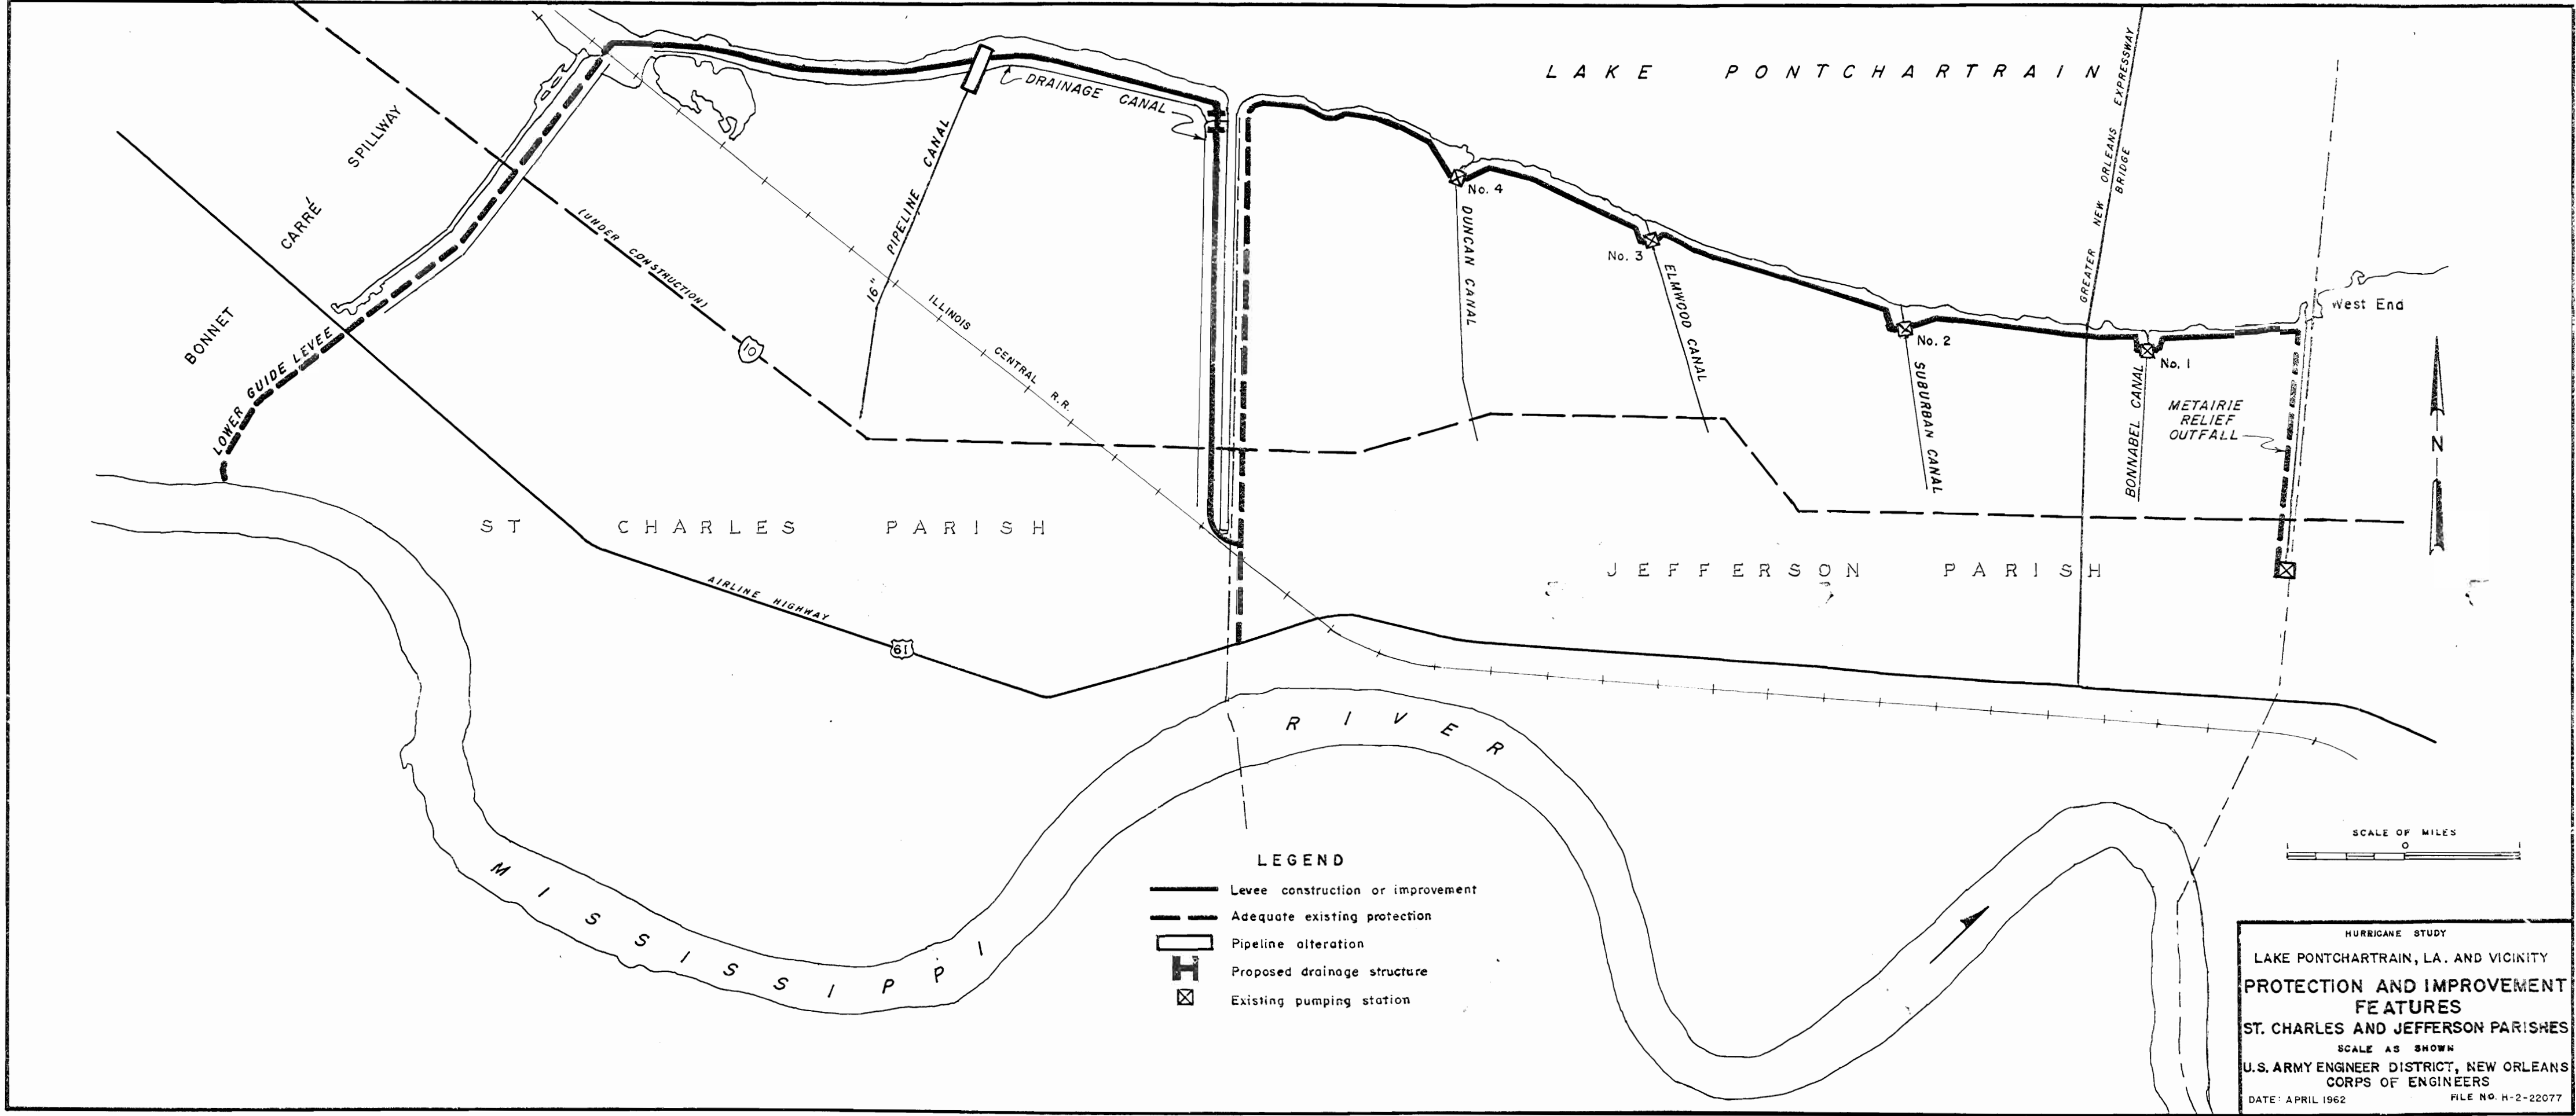 LAKE PONTCHARTRAIN
GREATER NEW ORLEANS EXPRESSWAY
BRIDGE
DRAINAGE CANAL
PIPELINE CANAL
16"
BONNET CARRÉ SPILLWAY
LOWER GUIDE LEVEE
(UNDER CONSTRUCTION)
10
ILLINOIS CENTRAL R.R.
No. 4
DUNCAN CANAL
No. 3
ELMWOOD CANAL
No. 2
SUBURBAN CANAL
No. 1
BONNABEL CANAL
METAIRIE
RELIEF
OUTFALL
West End
N
ST CHARLES PARISH
JEFFERSON PARISH
AIRLINE HIGHWAY
61
MISSISSIPPI RIVER
SCALE OF MILES
0
LEGEND
Levee construction or improvement
Adequate existing protection
Pipeline alteration
Proposed drainage structure
Existing pumping station
HURRICANE STUDY
LAKE PONTCHARTRAIN, LA. AND VICINITY
PROTECTION AND IMPROVEMENT
FEATURES
ST. CHARLES AND JEFFERSON PARISHES
SCALE AS SHOWN
U.S. ARMY ENGINEER DISTRICT, NEW ORLEANS
CORPS OF ENGINEERS
DATE: APRIL 1962 FILE NO. H-2-22077